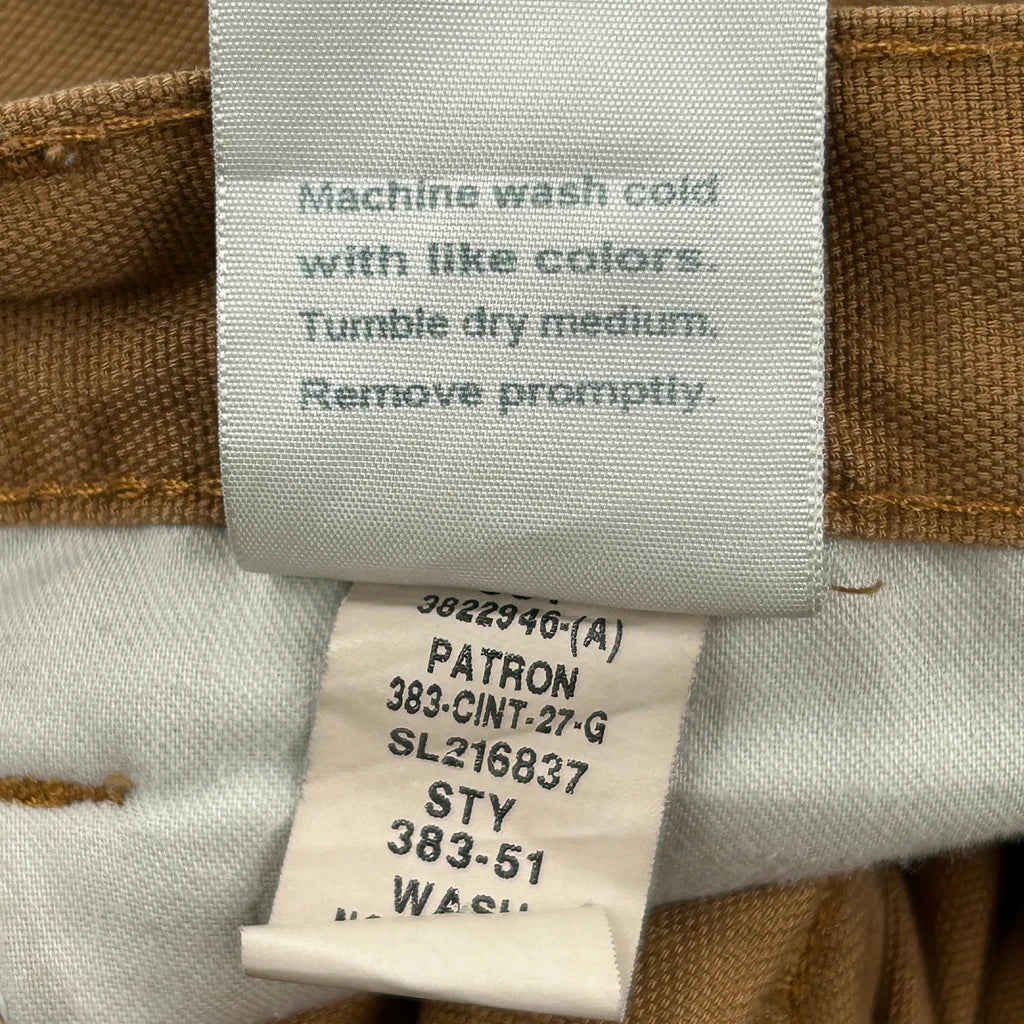 Machine wash cold
with like colors.
Tumble dry medium.
Remove promptly.
3822946-(A)
PATRON
383-CINT-27-G
SL216837
STY
383-51
WASH